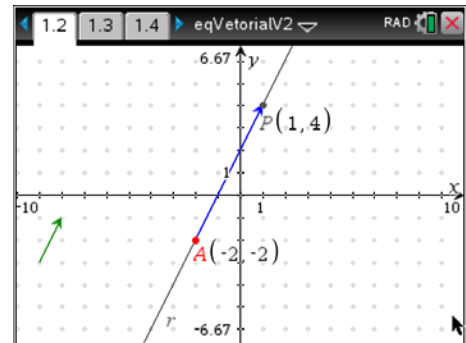 1.2 1.3 1.4 eqVetorialV2 RAD
6.67 y
P(1,4)
1
x
-10 1 10
A(-2,-2)
r
-6.67